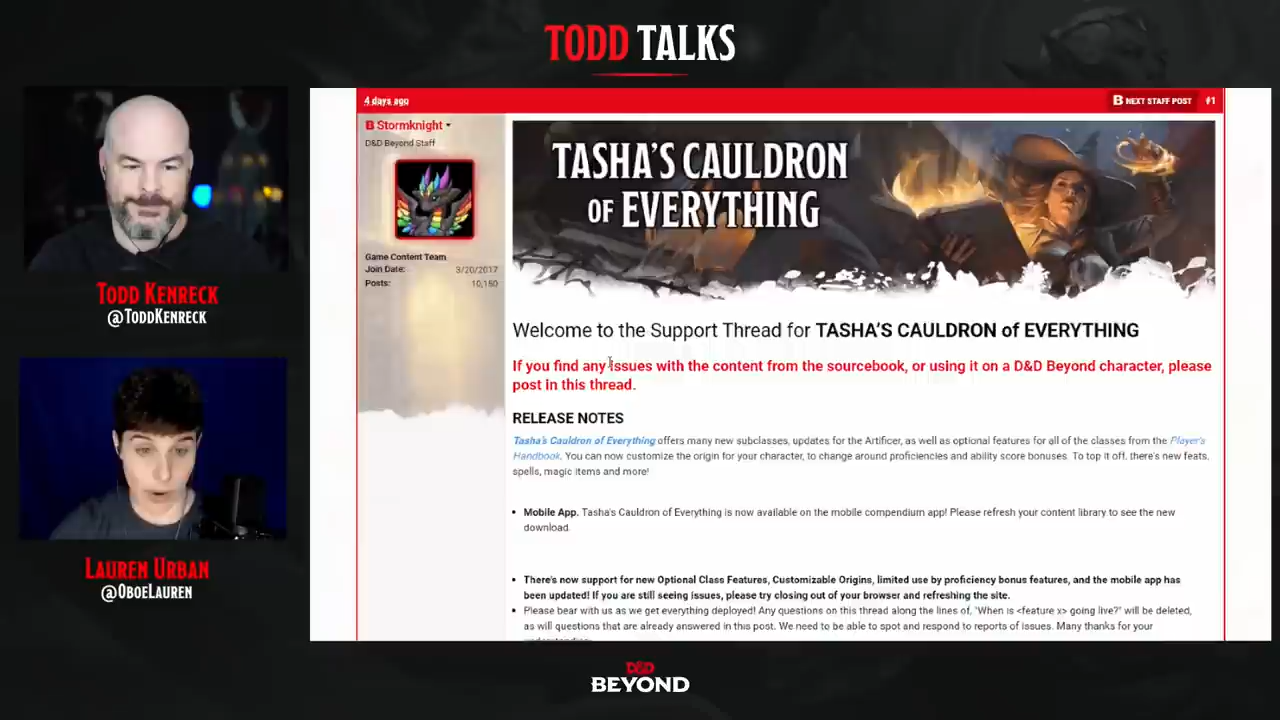 TODD TALKS
4 days ago
B NEXT STAFF POST #1
B Stormknight
D&D Beyond Staff
Game Content Team
Join Date: 3/20/2017
Posts: 10,180
TASHA'S CAULDRON
OF EVERYTHING
Welcome to the Support Thread for TASHA'S CAULDRON of EVERYTHING
If you find any issues with the content from the sourcebook, or using it on a D&D Beyond character, please
post in this thread.
RELEASE NOTES
Tasha's Cauldron of Everything offers many new subclasses, updates for the Artificer, as well as optional features for all of the classes from the Player's
Handbook. You can now customize the origin for your character, to change around proficiencies and ability score bonuses. To top it off, there's new feats,
spells, magic items and more!
• Mobile App. Tasha's Cauldron of Everything is now available on the mobile compendium app! Please refresh your content library to see the new
download.
• There's now support for new Optional Class Features, Customizable Origins, limited use by proficiency bonus features, and the mobile app has
been updated! If you are still seeing issues, please try closing out of your browser and refreshing the site.
• Please bear with us as we get everything deployed! Any questions on this thread along the lines of, "When is <feature x> going live?" will be deleted,
as will questions that are already answered in this post. We need to be able to spot and respond to reports of issues. Many thanks for your
TODD KENRECK
@TODDKENRECK
LAUREN URBAN
@OBOELAUREN
D&D
BEYOND